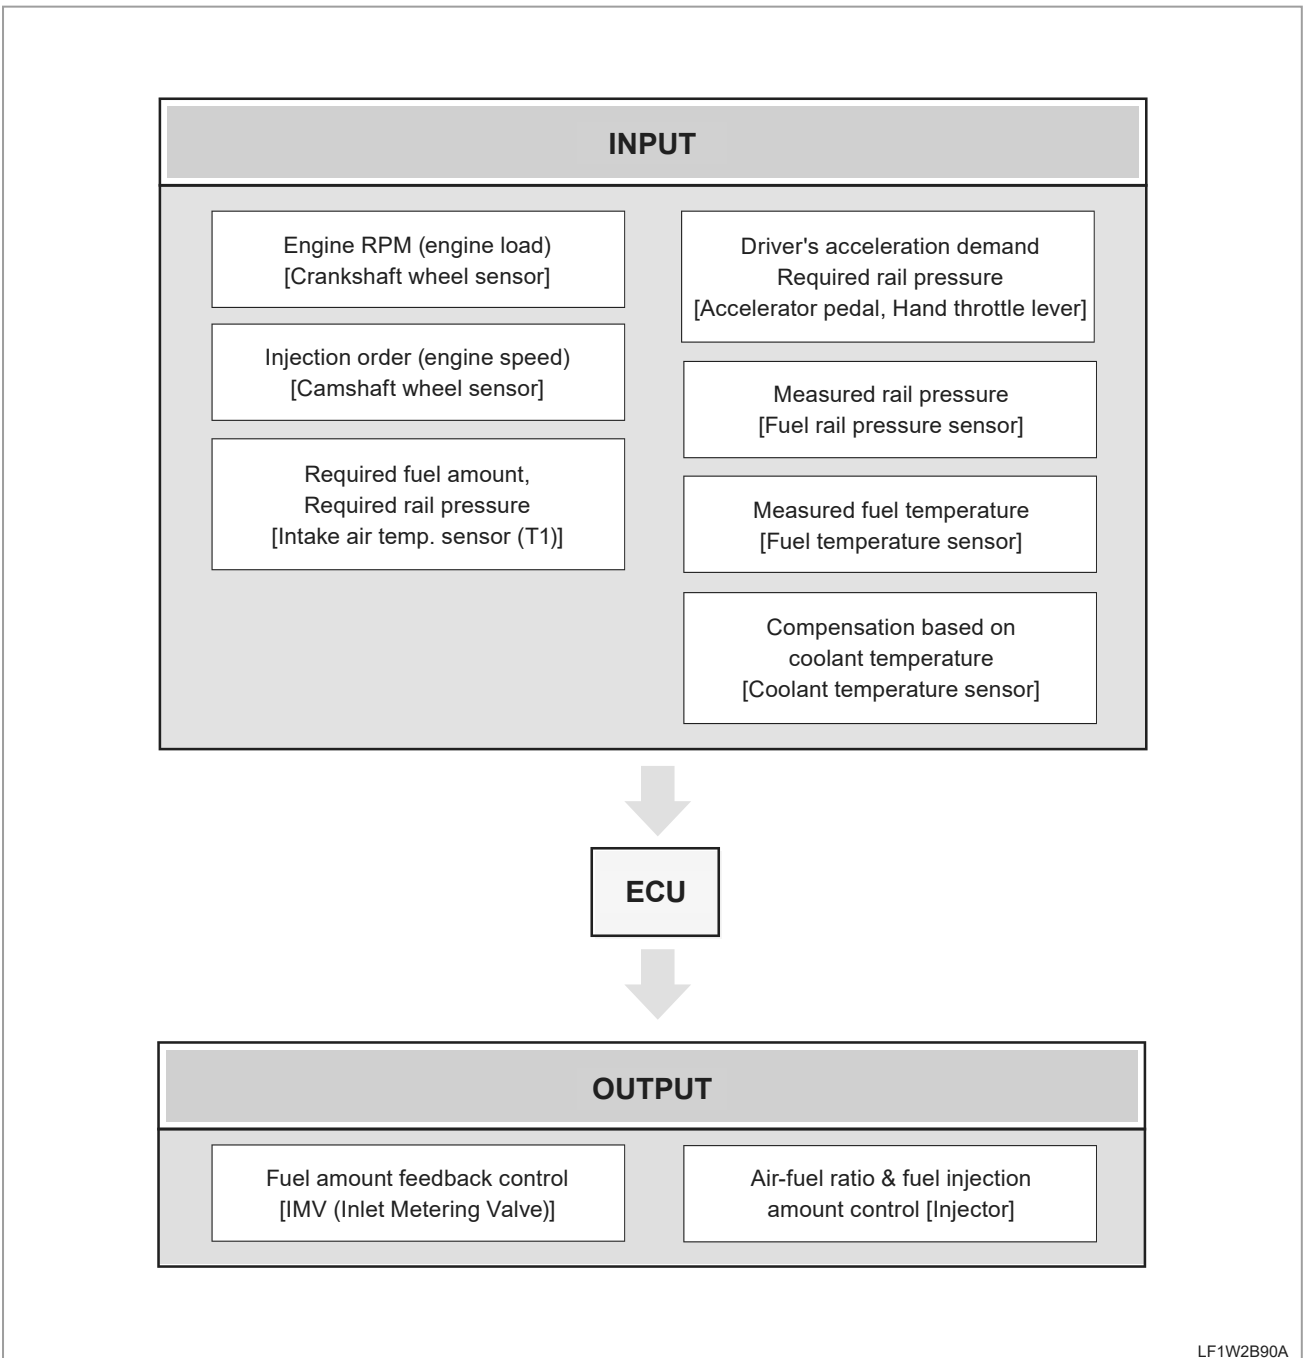 INPUT
Engine RPM (engine load)
[Crankshaft wheel sensor]
Injection order (engine speed)
[Camshaft wheel sensor]
Required fuel amount,
Required rail pressure
[Intake air temp. sensor (T1)]
Driver's acceleration demand
Required rail pressure
[Accelerator pedal, Hand throttle lever]
Measured rail pressure
[Fuel rail pressure sensor]
Measured fuel temperature
[Fuel temperature sensor]
Compensation based on
coolant temperature
[Coolant temperature sensor]
ECU
OUTPUT
Fuel amount feedback control
[IMV (Inlet Metering Valve)]
Air-fuel ratio & fuel injection
amount control [Injector]
LF1W2B90A